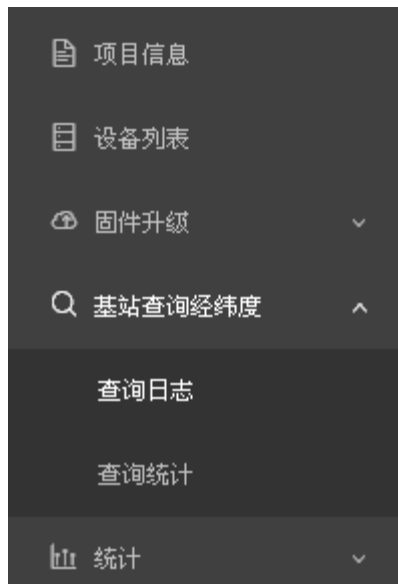 项目信息
设备列表
固件升级
基站查询经纬度
查询日志
查询统计
统计